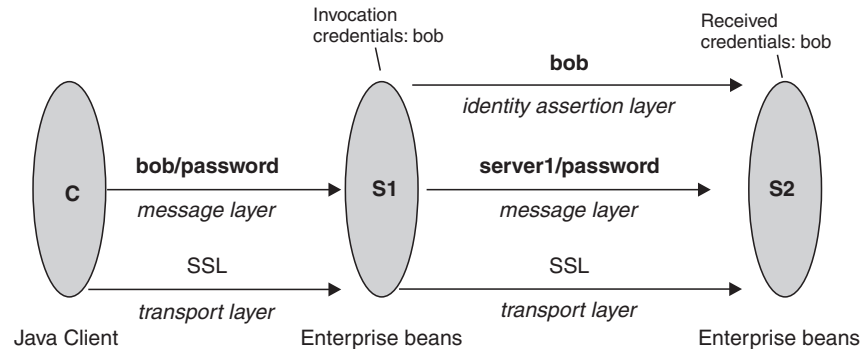 Invocation
credentials: bob
Received
credentials: bob
bob
identity assertion layer
bob/password
server1/password
C
S1
S2
message layer
message layer
SSL
SSL
transport layer
transport layer
Java Client
Enterprise beans
Enterprise beans